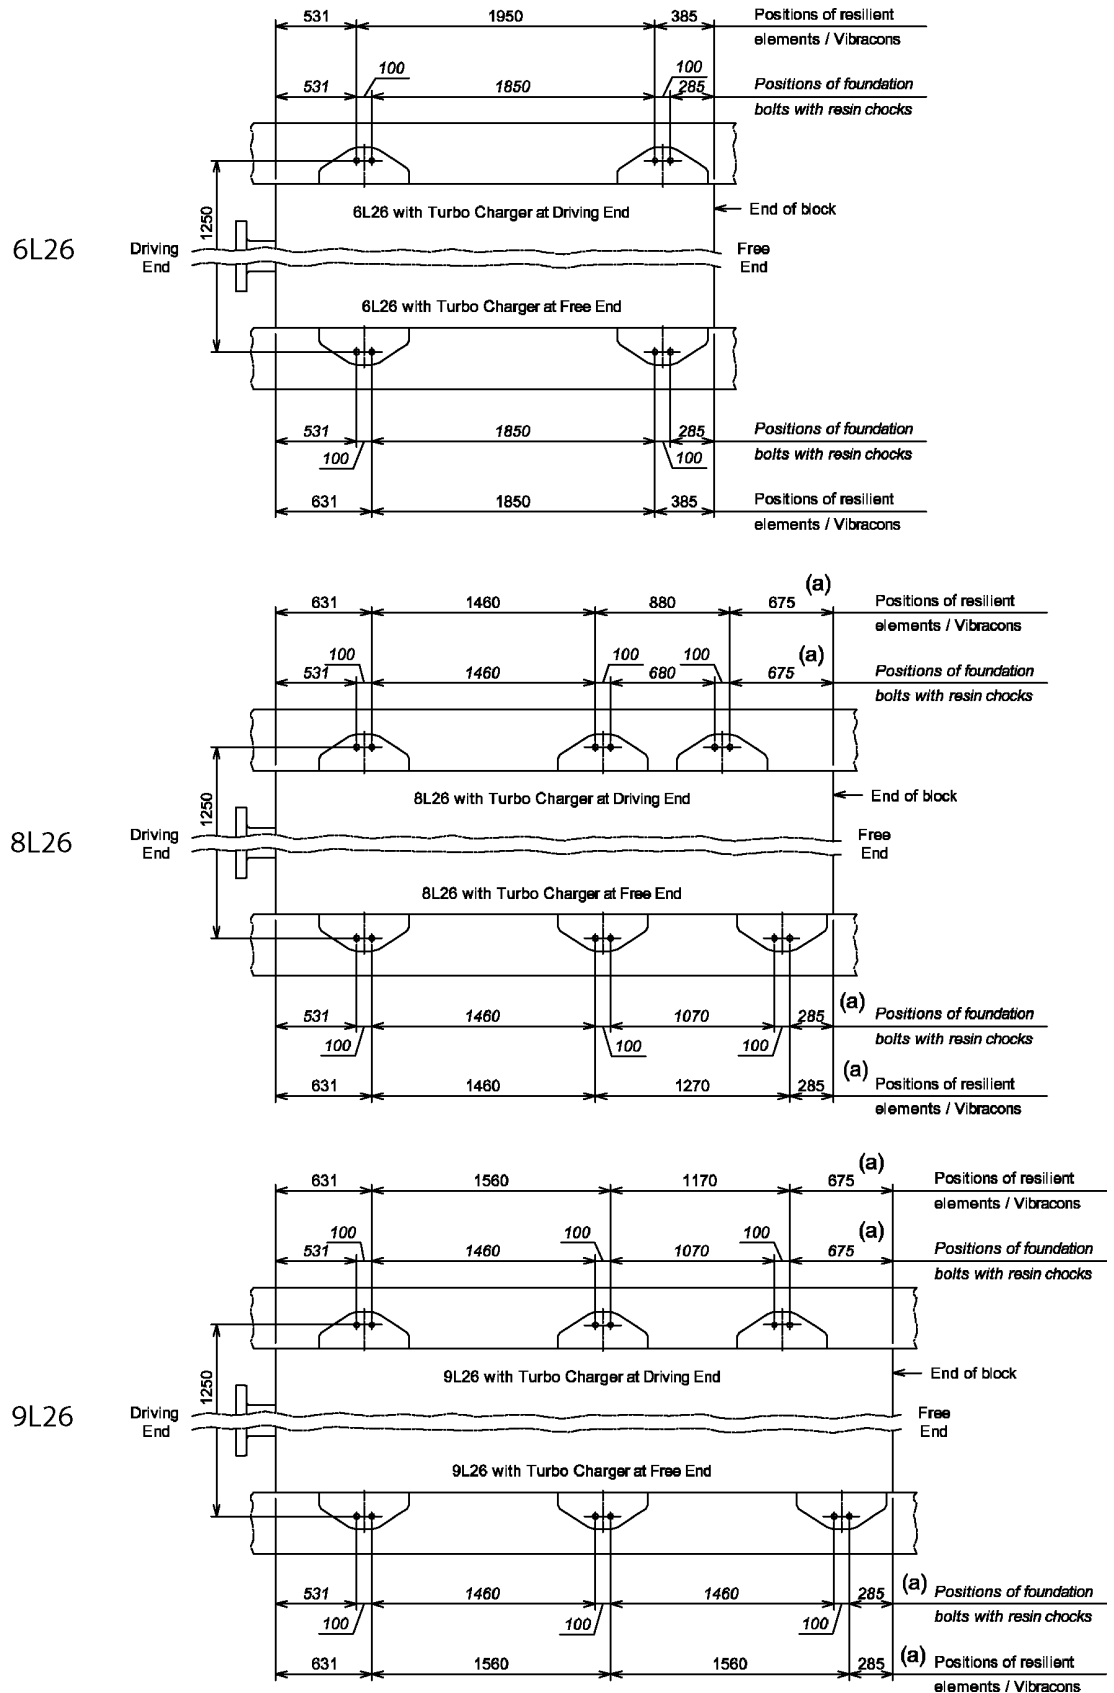 531 1950 385 Positions of resilient
elements / Vibracons
100 100
531 1850 285 Positions of foundation
bolts with resin chocks
6L26 with Turbo Charger at Driving End
End of block
1250
6L26
Driving
End
Free
End
6L26 with Turbo Charger at Free End
531 1850 285 Positions of foundation
100 100 bolts with resin chocks
631 1850 385 Positions of resilient
elements / Vibracons
(a)
631 1460 880 675 Positions of resilient
elements / Vibracons
100 100 100 (a)
531 1460 680 675 Positions of foundation
bolts with resin chocks
8L26 with Turbo Charger at Driving End
End of block
1250
8L26
Driving
End
Free
End
8L26 with Turbo Charger at Free End
(a)
531 1460 1070 285 Positions of foundation
100 100 100 bolts with resin chocks
(a)
631 1460 1270 285 Positions of resilient
elements / Vibracons
(a)
631 1560 1170 675 Positions of resilient
elements / Vibracons
100 100 100 (a)
531 1460 1070 675 Positions of foundation
bolts with resin chocks
9L26 with Turbo Charger at Driving End
End of block
1250
9L26
Driving
End
Free
End
9L26 with Turbo Charger at Free End
(a)
531 1460 1460 285 Positions of foundation
100 100 100 bolts with resin chocks
(a)
631 1560 1560 285 Positions of resilient
elements / Vibracons